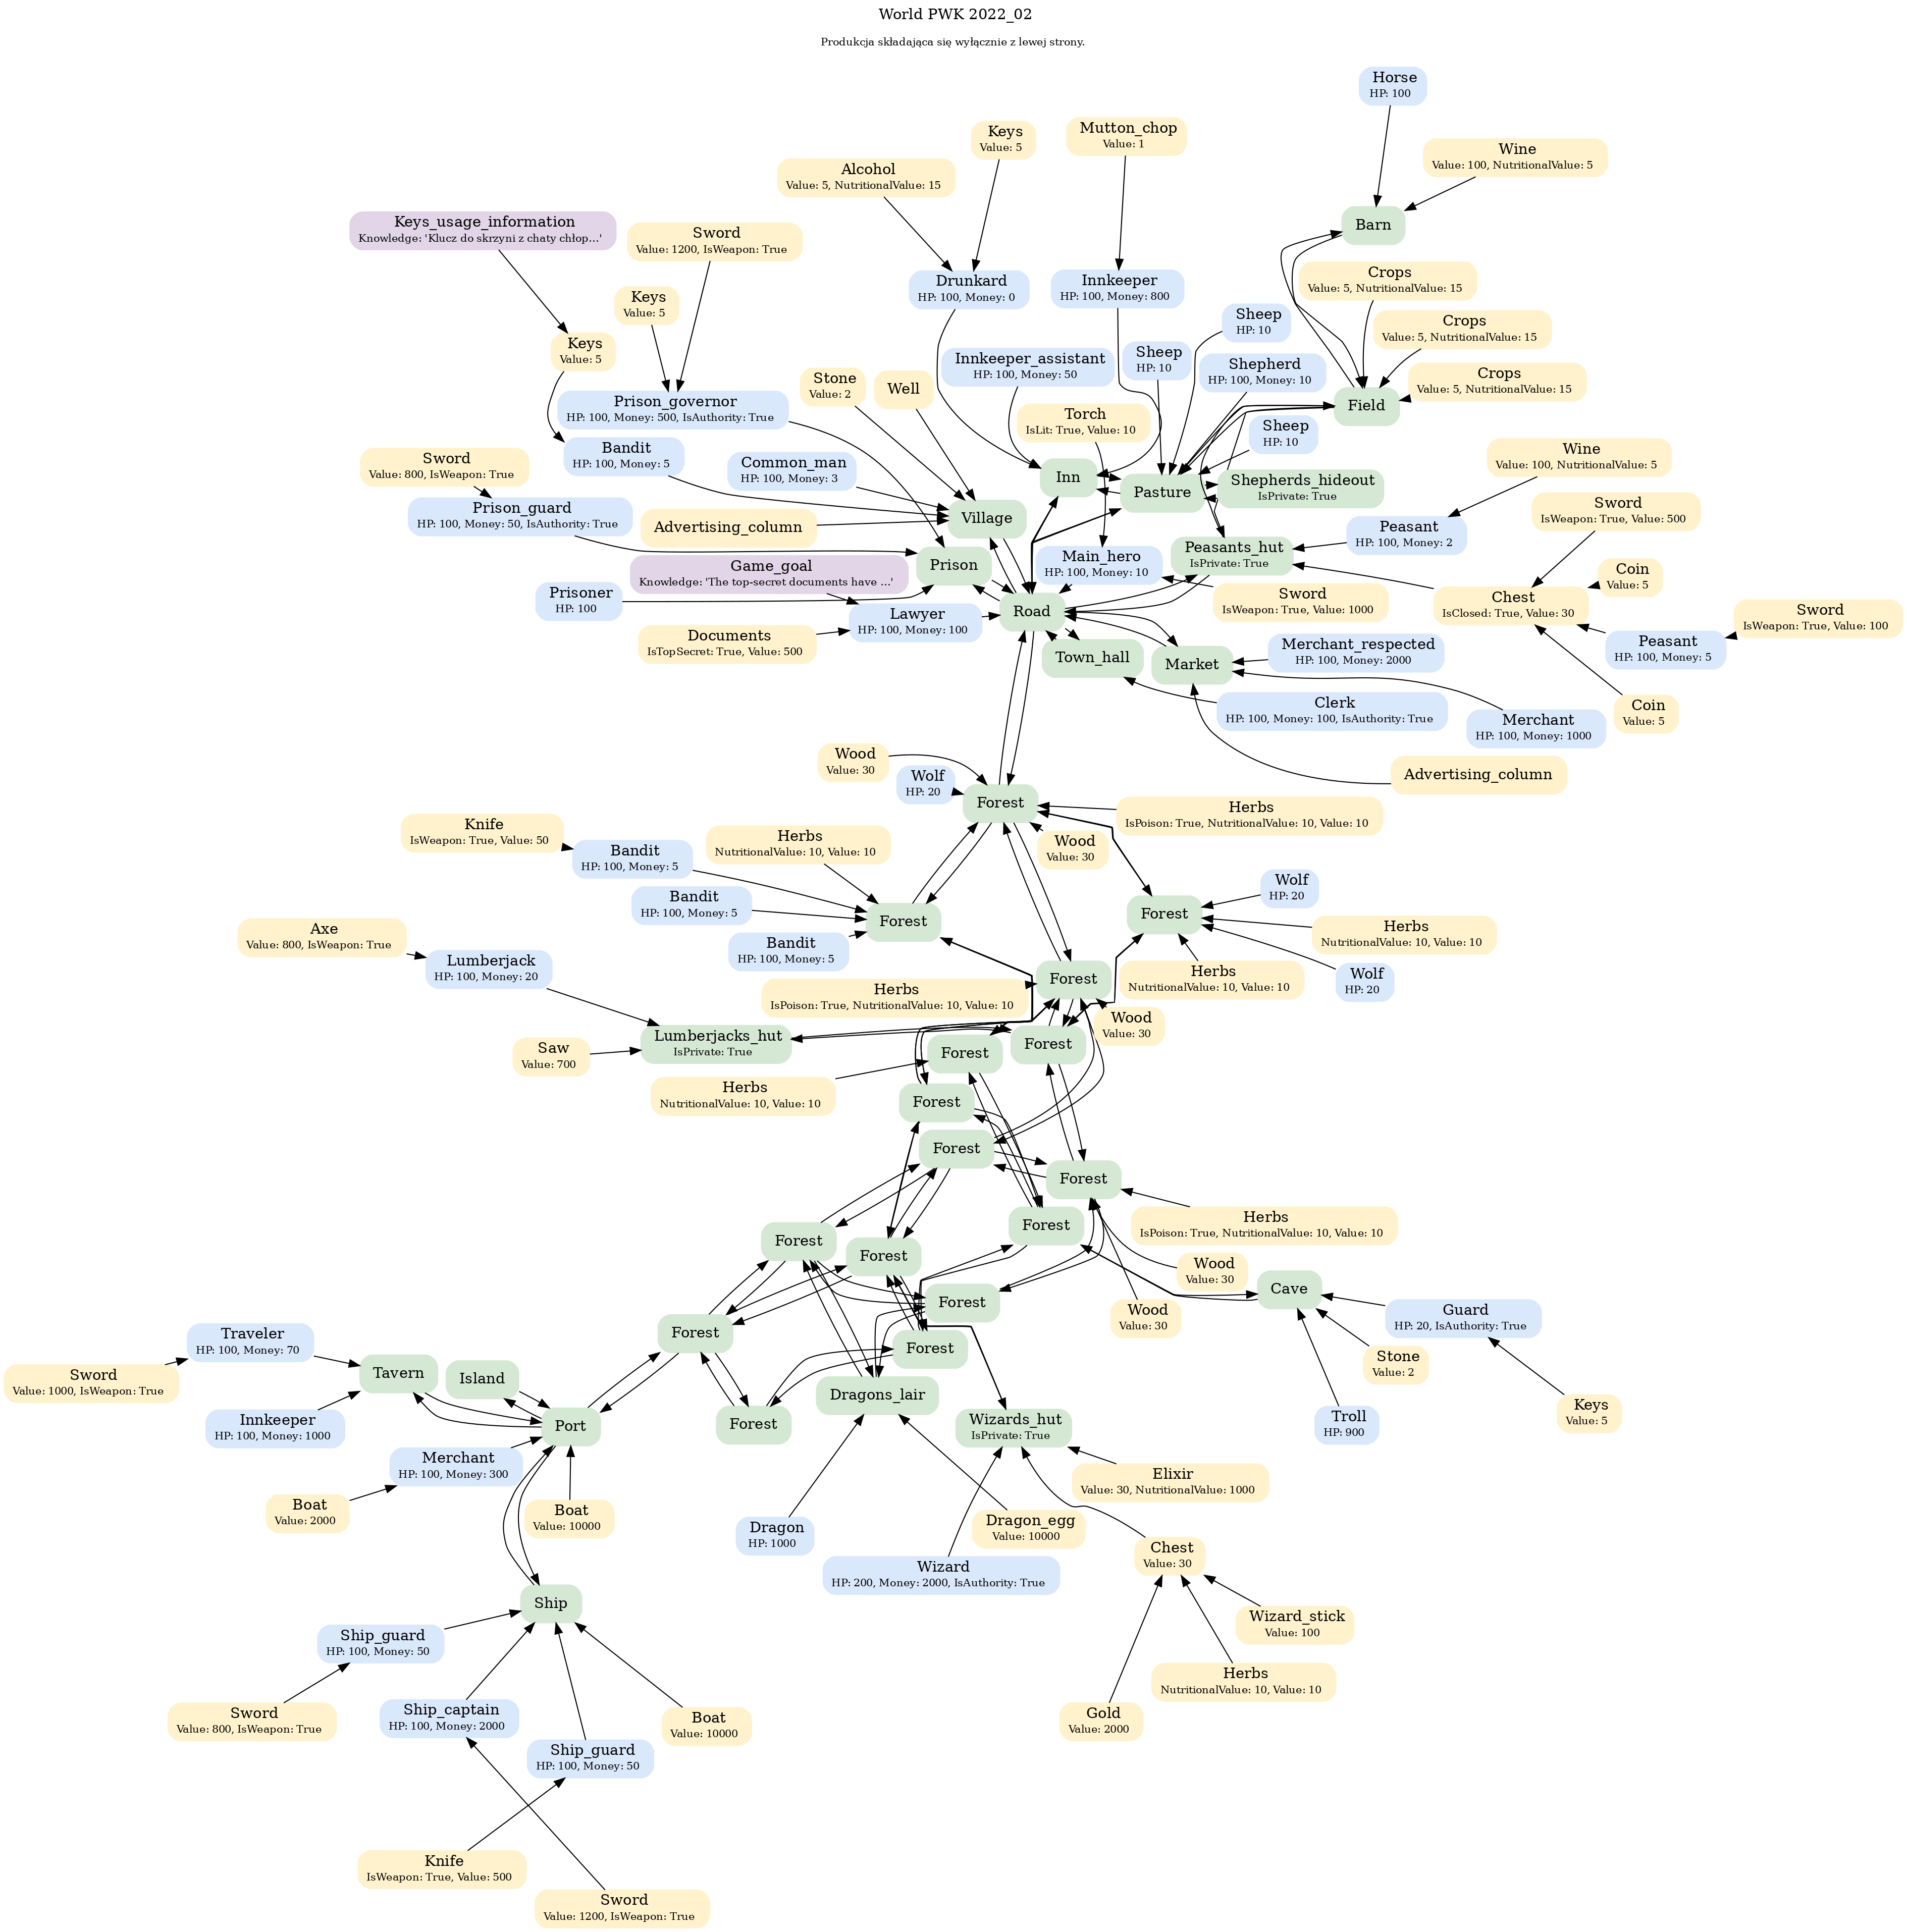 World PWK 2022_02
Produkcja składająca się wyłącznie z lewej strony.
Horse
HP: 100
Keys
Value: 5
Mutton_chop
Value: 1
Wine
Value: 100, NutritionalValue: 5
Alcohol
Value: 5, NutritionalValue: 15
Keys_usage_information
Knowledge: 'Klucz do skrzyni z chaty chłop...'
Sword
Value: 1200, IsWeapon: True
Barn
Drunkard
HP: 100, Money: 0
Innkeeper
HP: 100, Money: 800
Crops
Value: 5, NutritionalValue: 15
Keys
Value: 5
Sheep
HP: 10
Crops
Value: 5, NutritionalValue: 15
Keys
Value: 5
Innkeeper_assistant
HP: 100, Money: 50
Sheep
HP: 10
Shepherd
HP: 100, Money: 10
Crops
Value: 5, NutritionalValue: 15
Stone
Value: 2
Well
Prison_governor
HP: 100, Money: 500, IsAuthority: True
Field
Torch
IsLit: True, Value: 10
Sheep
HP: 10
Bandit
HP: 100, Money: 5
Wine
Value: 100, NutritionalValue: 5
Sword
Value: 800, IsWeapon: True
Common_man
HP: 100, Money: 3
Inn
Pasture
Shepherds_hideout
IsPrivate: True
Prison_guard
HP: 100, Money: 50, IsAuthority: True
Village
Sword
IsWeapon: True, Value: 500
Advertising_column
Peasant
HP: 100, Money: 2
Prison
Main_hero
HP: 100, Money: 10
Peasants_hut
IsPrivate: True
Game_goal
Knowledge: 'The top-secret documents have ...'
Coin
Value: 5
Prisoner
HP: 100
Sword
IsWeapon: True, Value: 1000
Chest
IsClosed: True, Value: 30
Road
Lawyer
HP: 100, Money: 100
Sword
IsWeapon: True, Value: 100
Documents
IsTopSecret: True, Value: 500
Town_hall
Market
Merchant_respected
HP: 100, Money: 2000
Peasant
HP: 100, Money: 5
Clerk
HP: 100, Money: 100, IsAuthority: True
Merchant
HP: 100, Money: 1000
Coin
Value: 5
Wood
Value: 30
Wolf
HP: 20
Advertising_column
Forest
Herbs
IsPoison: True, NutritionalValue: 10, Value: 10
Knife
IsWeapon: True, Value: 50
Herbs
NutritionalValue: 10, Value: 10
Wood
Value: 30
Bandit
HP: 100, Money: 5
Wolf
HP: 20
Bandit
HP: 100, Money: 5
Forest
Forest
Axe
Value: 800, IsWeapon: True
Herbs
NutritionalValue: 10, Value: 10
Bandit
HP: 100, Money: 5
Lumberjack
HP: 100, Money: 20
Forest
Herbs
NutritionalValue: 10, Value: 10
Wolf
HP: 20
Herbs
IsPoison: True, NutritionalValue: 10, Value: 10
Wood
Value: 30
Lumberjacks_hut
IsPrivate: True
Forest
Saw
Value: 700
Forest
Herbs
NutritionalValue: 10, Value: 10
Forest
Forest
Forest
Forest
Herbs
IsPoison: True, NutritionalValue: 10, Value: 10
Forest
Forest
Wood
Value: 30
Cave
Forest
Wood
Value: 30
Guard
HP: 20, IsAuthority: True
Traveler
HP: 100, Money: 70
Forest
Forest
Stone
Value: 2
Sword
Value: 1000, IsWeapon: True
Tavern
Island
Dragons_lair
Keys
Value: 5
Innkeeper
HP: 100, Money: 1000
Port
Forest
Wizards_hut
IsPrivate: True
Troll
HP: 900
Merchant
HP: 100, Money: 300
Elixir
Value: 30, NutritionalValue: 1000
Boat
Value: 2000
Boat
Value: 10000
Dragon
HP: 1000
Dragon_egg
Value: 10000
Chest
Value: 30
Wizard
HP: 200, Money: 2000, IsAuthority: True
Ship
Wizard_stick
Value: 100
Ship_guard
HP: 100, Money: 50
Herbs
NutritionalValue: 10, Value: 10
Sword
Value: 800, IsWeapon: True
Ship_captain
HP: 100, Money: 2000
Boat
Value: 10000
Gold
Value: 2000
Ship_guard
HP: 100, Money: 50
Knife
IsWeapon: True, Value: 500
Sword
Value: 1200, IsWeapon: True